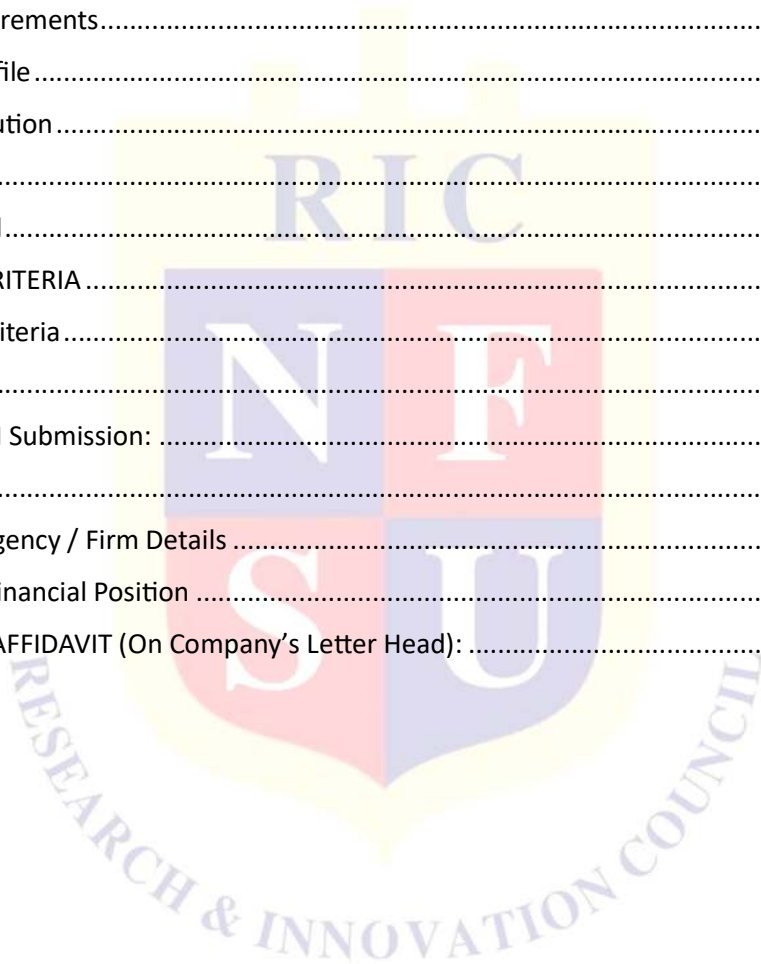 rements....................................................................................................
file....................................................................................................
ution....................................................................................................
....................................................................................................
l....................................................................................................
RITERIA....................................................................................................
iteria....................................................................................................
....................................................................................................
l Submission: ....................................................................................................
....................................................................................................
gency / Firm Details ....................................................................................................
inancial Position ....................................................................................................
AFFIDAVIT (On Company’s Letter Head): ....................................................................................................
RIC
N F
S U
RESEARCH & INNOVATION COUNCIL